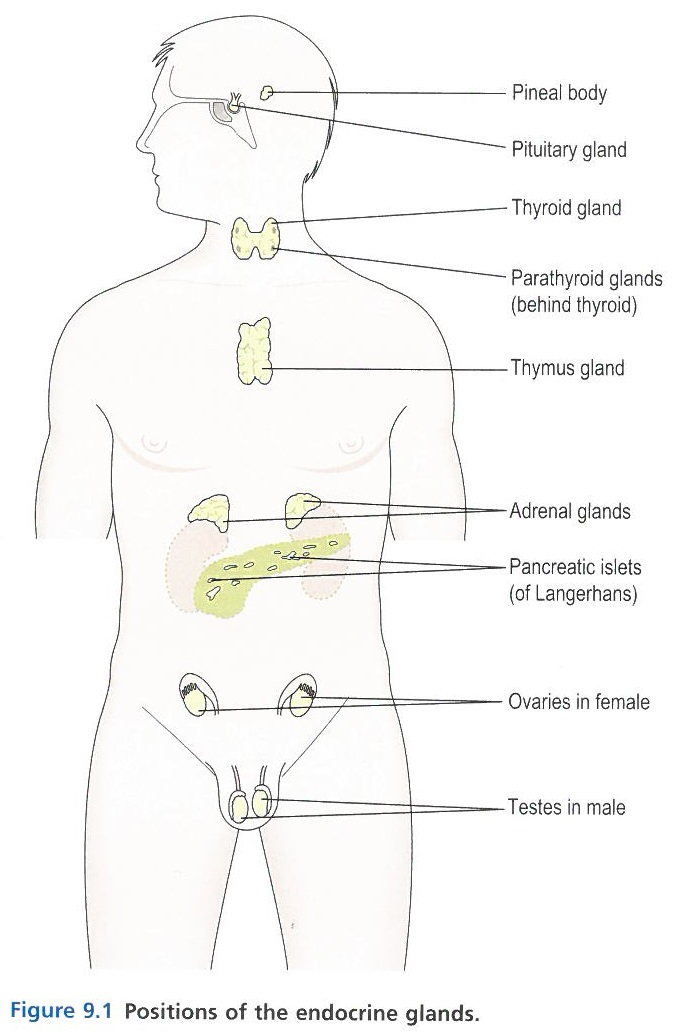 Pineal body
Pituitary gland
Thyroid gland
Parathyroid glands
(behind thyroid)
Thymus gland
Adrenal glands
Pancreatic islets
(of Langerhans)
Ovaries in female
Testes in male
Figure 9.1 Positions of the endocrine glands.